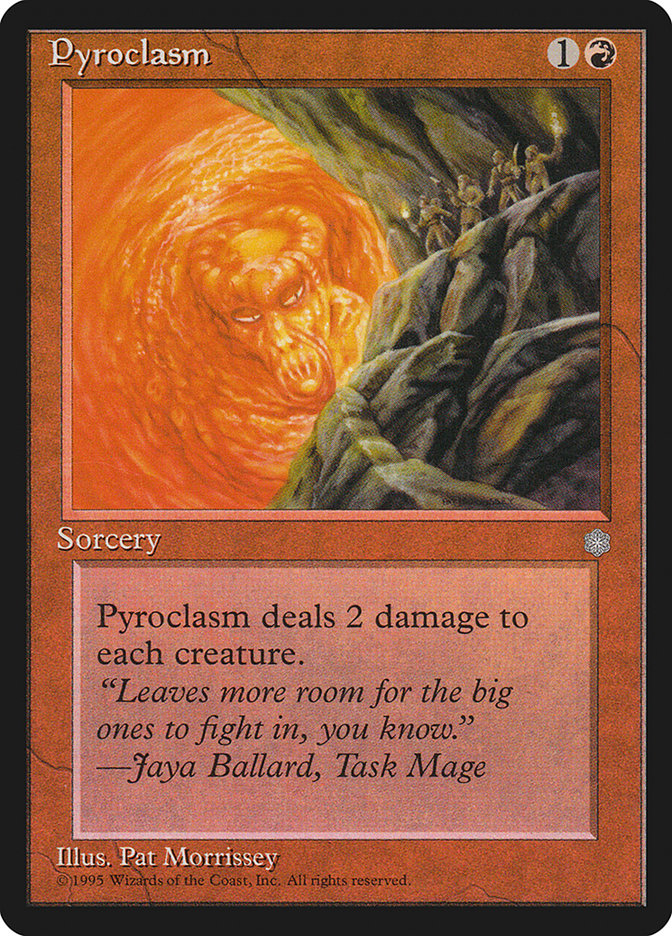 Pyroclasm
1
Sorcery
Pyroclasm deals 2 damage to
each creature.
“Leaves more room for the big
ones to fight in, you know.”
—Jaya Ballard, Task Mage
Illus. Pat Morrissey
©1995 Wizards of the Coast, Inc. All rights reserved.